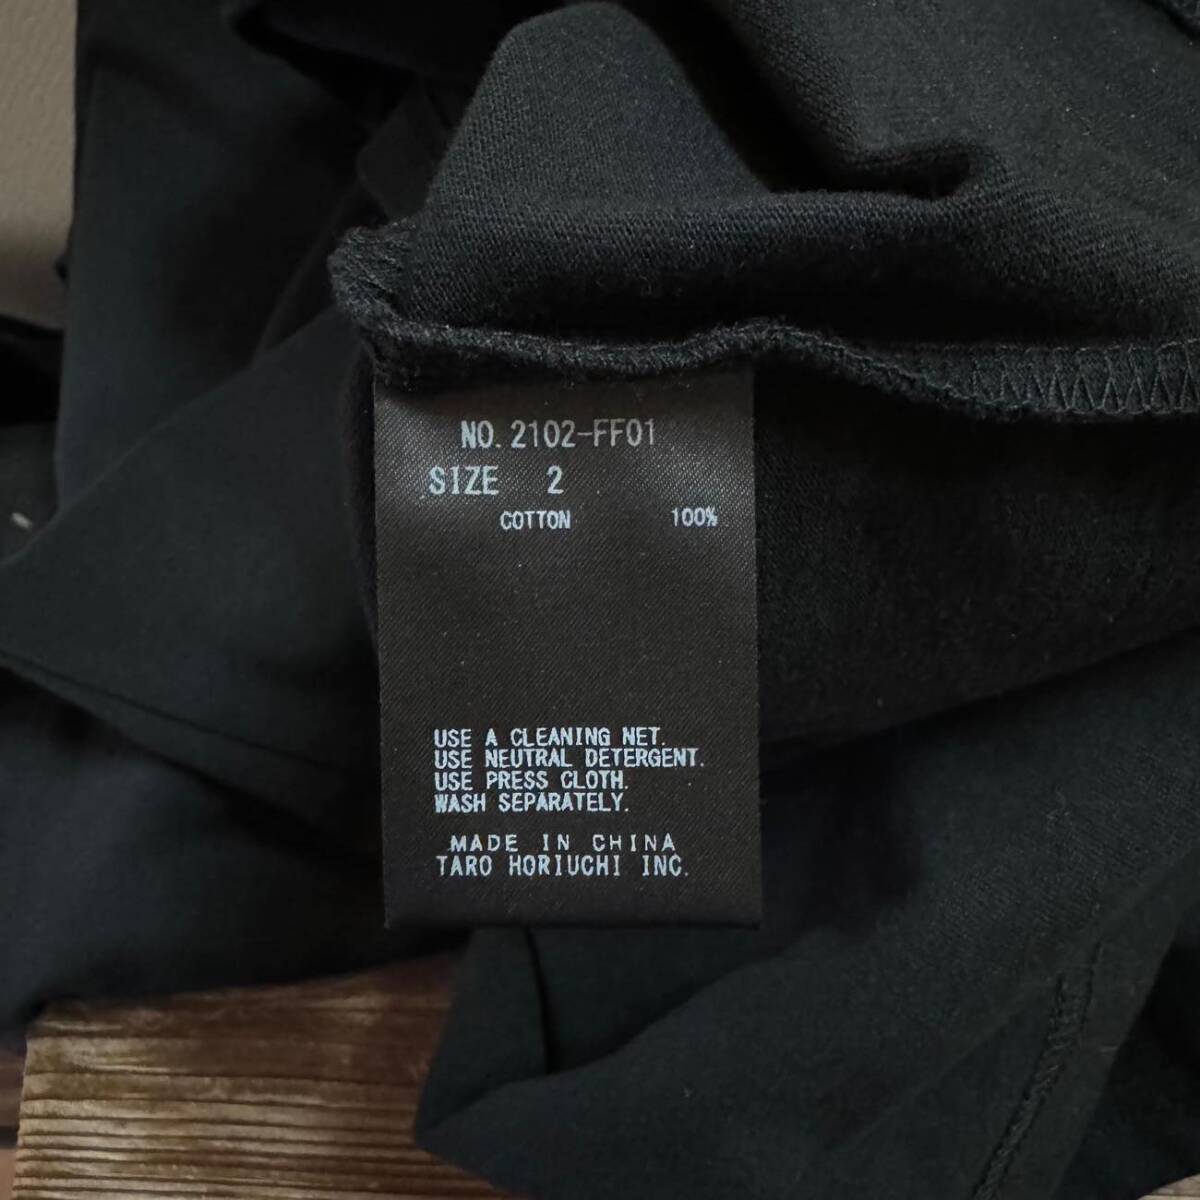 NO. 2102-FF01
SIZE 2
COTTON 100%
USE A CLEANING NET.
USE NEUTRAL DETERGENT.
USE PRESS CLOTH.
WASH SEPARATELY.
MADE IN CHINA
TARO HORIUCHI INC.